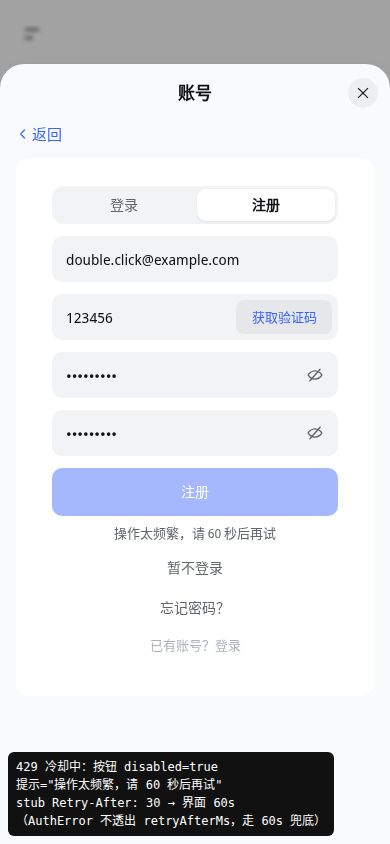 账号
返回
登录 注册
double.click@example.com
123456 获取验证码
•••••••••
•••••••••
注册
操作太频繁，请 60 秒后再试
暂不登录
忘记密码？
已有账号？登录
429 冷却中：按钮 disabled=true
提示="操作太频繁，请 60 秒后再试"
stub Retry-After: 30 → 界面 60s
（AuthError 不透出 retryAfterMs，走 60s 兜底）